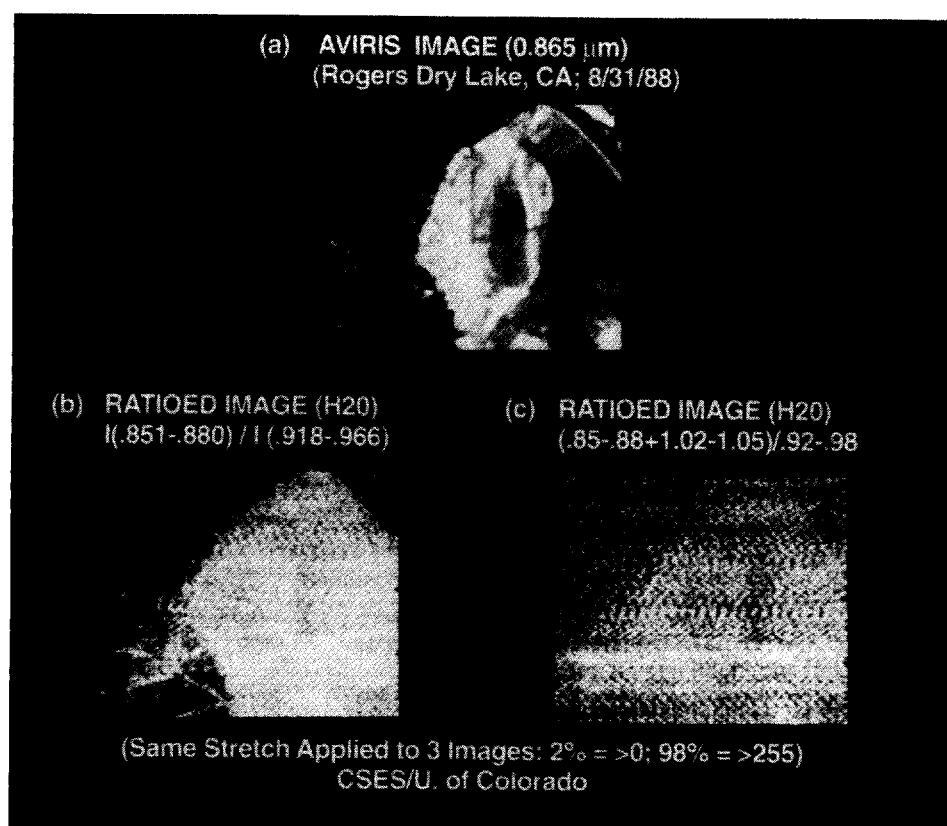 (a) AVIRIS IMAGE (0.865 µm)
(Rogers Dry Lake, CA; 8/31/88)
(b) RATIOED IMAGE (H20)
I(.851-.880) / I (.918-.966)
(c) RATIOED IMAGE (H20)
(.85-.88+1.02-1.05)/.92-.98
(Same Stretch Applied to 3 Images: 2% = >0; 98% = >255)
CSES/U. of Colorado